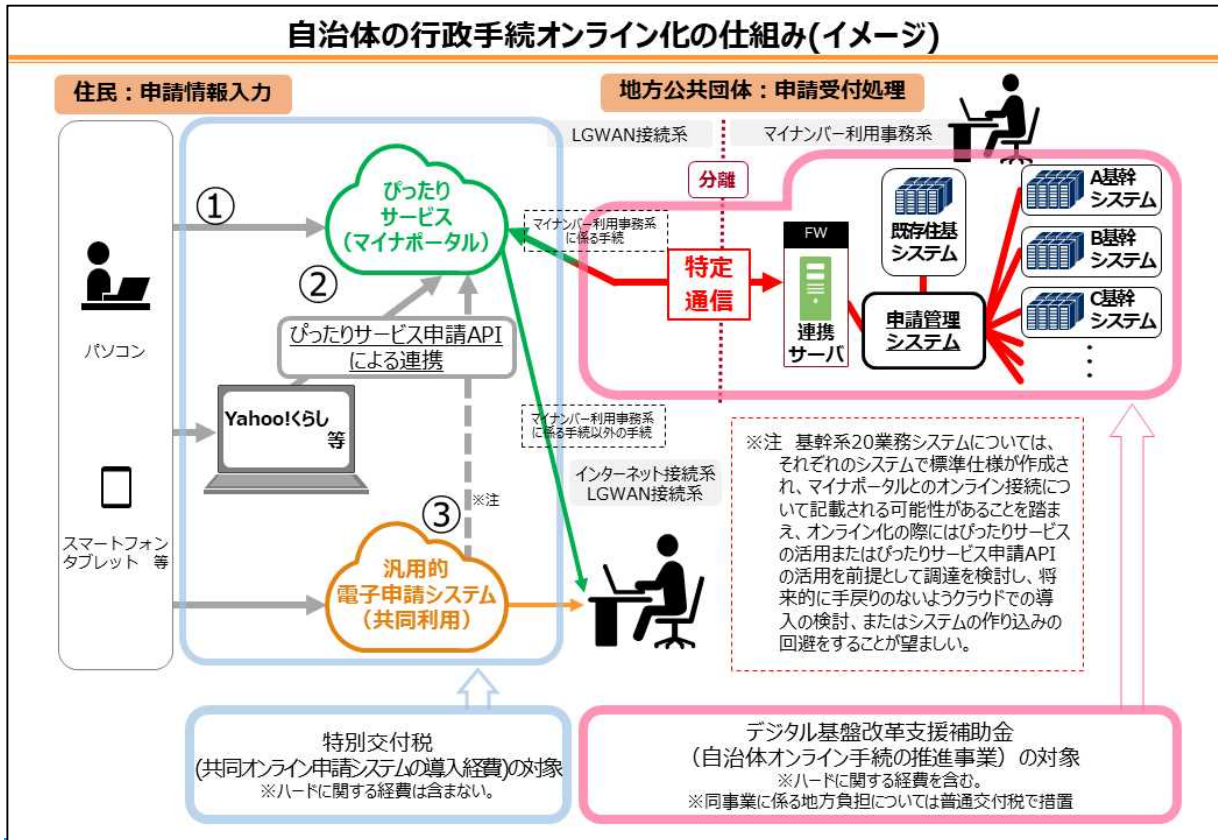 自治体の行政手続オンライン化の仕組み(イメージ)
住民：申請情報入力
地方公共団体：申請受付処理
LGWAN接続系
マイナンバー利用事務系
分離
①
ぴったり
サービス
（マイナポータル）
マイナンバー利用事務系
に係る手続
特定
通信
FW
連携
サーバ
既存住基
システム
申請管理
システム
A基幹
システム
B基幹
システム
C基幹
システム
・
・
・
パソコン
②
ぴったりサービス申請API
による連携
Yahoo!くらし
等
マイナンバー利用事務系
に係る手続以外の手続
インターネット接続系
LGWAN接続系
※注
③
スマートフォン
タブレット 等
汎用的
電子申請システム
（共同利用）
※注 基幹系20業務システムについては、
それぞれのシステムで標準仕様が作成さ
れ、マイナポータルとのオンライン接続につ
いて記載される可能性があることを踏ま
え、オンライン化の際にはぴったりサービス
の活用またはぴったりサービス申請API
の活用を前提として調達を検討し、将
来的に手戻りのないようクラウドでの導
入の検討、またはシステムの作り込みの
回避をすることが望ましい。
特別交付税
(共同オンライン申請システムの導入経費)の対象
※ハードに関する経費は含まない。
デジタル基盤改革支援補助金
（自治体オンライン手続の推進事業）の対象
※ハードに関する経費を含む。
※同事業に係る地方負担については普通交付税で措置